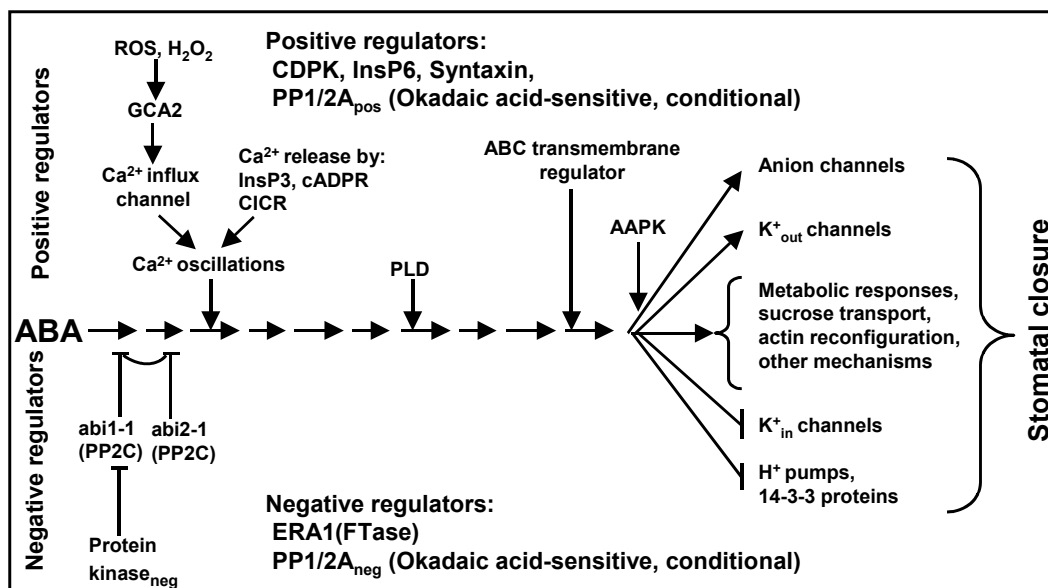 Positive regulators
ROS, H₂O₂
GCA2
Ca²⁺ influx
channel
Ca²⁺ release by:
InsP3, cADPR
CICR
Ca²⁺ oscillations
Positive regulators:
CDPK, InsP6, Syntaxin,
PP1/2Apos (Okadaic acid-sensitive, conditional)
PLD
ABC transmembrane
regulator
AAPK
ABA
Anion channels
K⁺out channels
Metabolic responses,
sucrose transport,
actin reconfiguration,
other mechanisms
K⁺in channels
H⁺ pumps,
14-3-3 proteins
Stomatal closure
Negative regulators
abi1-1
(PP2C)
abi2-1
(PP2C)
Protein
kinaseneg
Negative regulators:
ERA1(FTase)
PP1/2Aneg (Okadaic acid-sensitive, conditional)